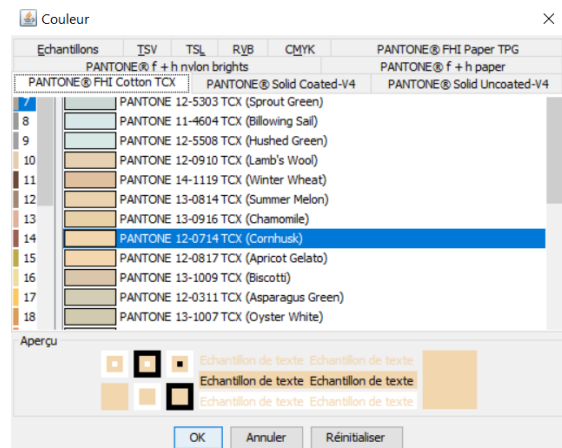 Couleur
Echantillons TSV TSL RVB CMYK PANTONE® FHI Paper TPG
PANTONE® f + h nylon brights PANTONE® f + h paper
PANTONE® FHI Cotton TCX PANTONE® Solid Coated-V4 PANTONE® Solid Uncoated-V4
7 PANTONE 12-5303 TCX (Sprout Green)
8 PANTONE 11-4604 TCX (Billowing Sail)
9 PANTONE 12-5508 TCX (Hushed Green)
10 PANTONE 12-0910 TCX (Lamb's Wool)
11 PANTONE 14-1119 TCX (Winter Wheat)
12 PANTONE 13-0814 TCX (Summer Melon)
13 PANTONE 13-0916 TCX (Chamomile)
14 PANTONE 12-0714 TCX (Cornhusk)
15 PANTONE 12-0817 TCX (Apricot Gelato)
16 PANTONE 13-1009 TCX (Biscotti)
17 PANTONE 12-0311 TCX (Asparagus Green)
18 PANTONE 13-1007 TCX (Oyster White)
Aperçu
Echantillon de texte Echantillon de texte
Echantillon de texte Echantillon de texte
Echantillon de texte Echantillon de texte
OK Annuler Réinitialiser